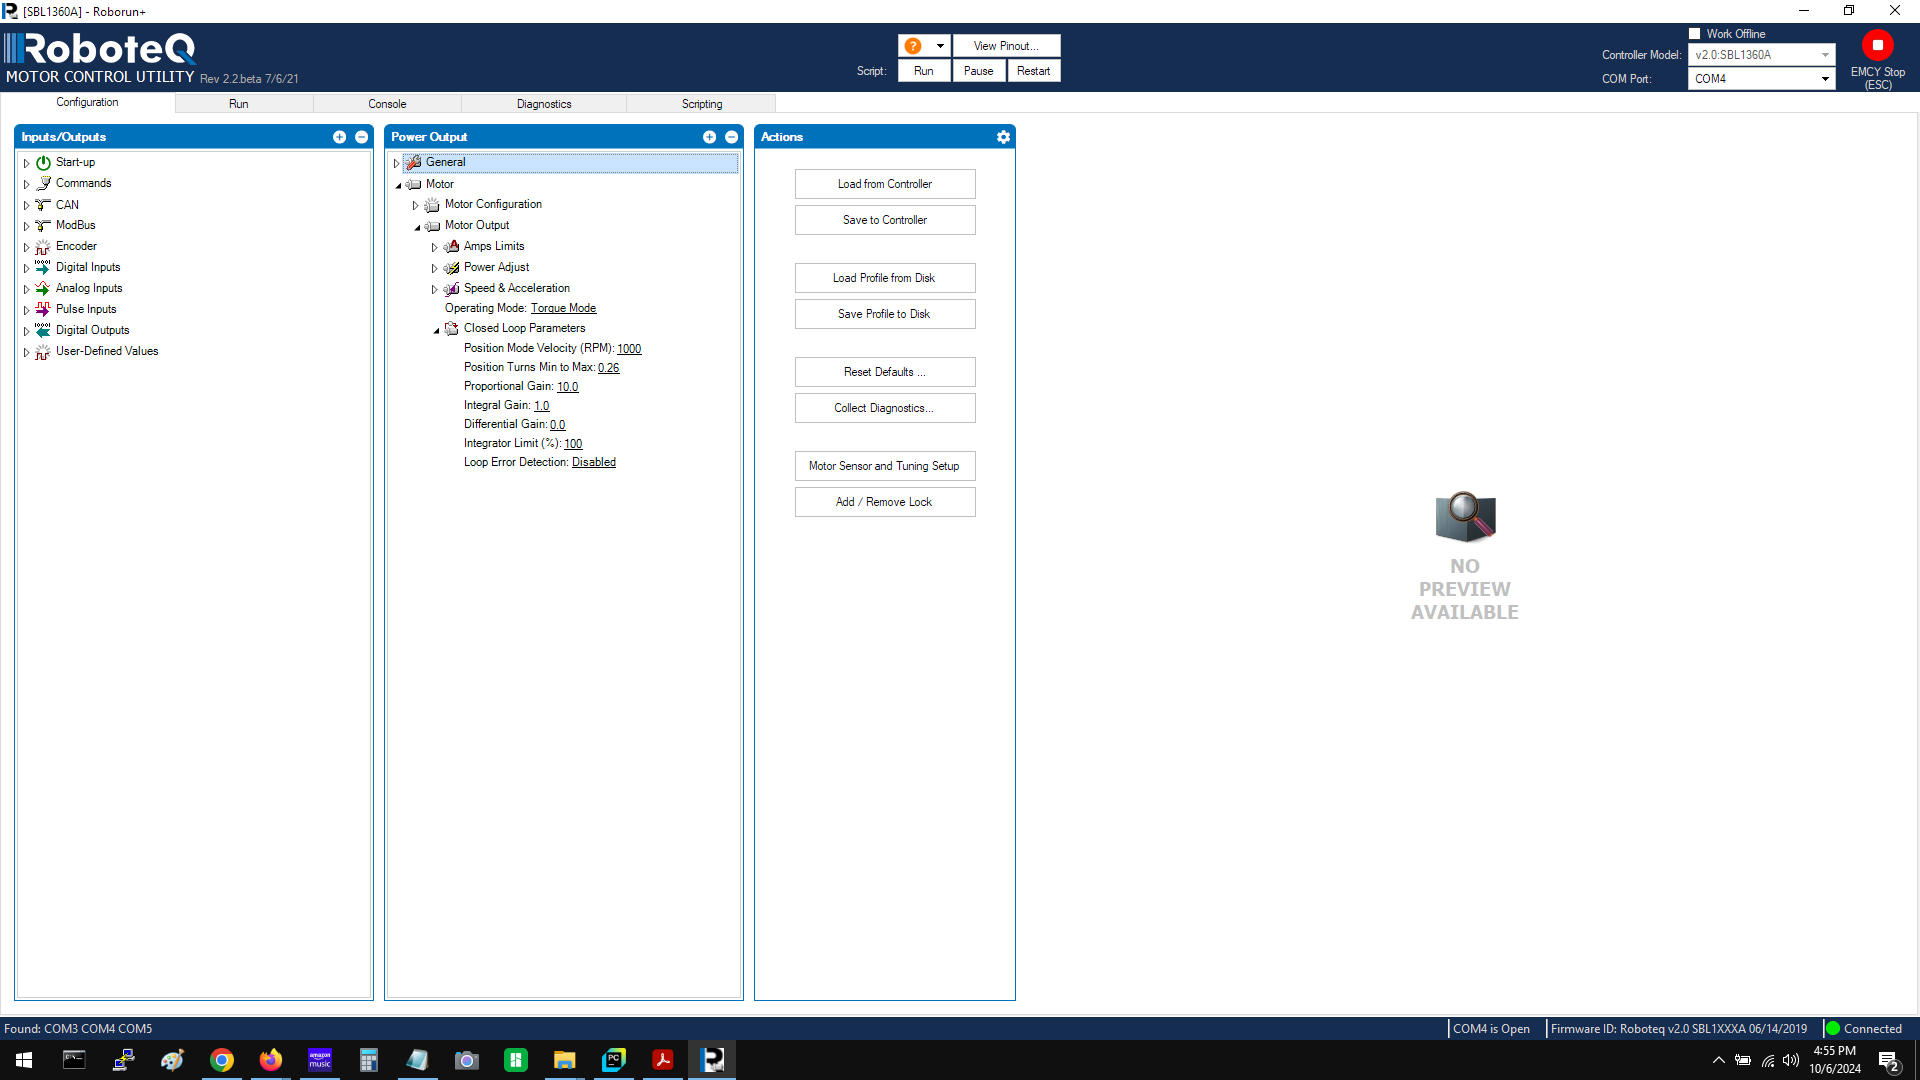 [SBL1360A] - Roborun+
RoboteQ
MOTOR CONTROL UTILITY Rev 2.2.beta 7/6/21
?
View Pinout...
Script: Run Pause Restart
Work Offline
Controller Model: v2.0:SBL1360A
COM Port: COM4
EMCY Stop
(ESC)
Configuration Run Console Diagnostics Scripting
Inputs/Outputs
Start-up
Commands
CAN
ModBus
Encoder
Digital Inputs
Analog Inputs
Pulse Inputs
Digital Outputs
User-Defined Values
Power Output
General
Motor
Motor Configuration
Motor Output
Amps Limits
Power Adjust
Speed & Acceleration
Operating Mode: Torque Mode
Closed Loop Parameters
Position Mode Velocity (RPM): 1000
Position Turns Min to Max: 0.26
Proportional Gain: 10.0
Integral Gain: 1.0
Differential Gain: 0.0
Integrator Limit (%): 100
Loop Error Detection: Disabled
Actions
Load from Controller
Save to Controller
Load Profile from Disk
Save Profile to Disk
Reset Defaults ...
Collect Diagnostics...
Motor Sensor and Tuning Setup
Add / Remove Lock
NO
PREVIEW
AVAILABLE
Found: COM3 COM4 COM5
COM4 is Open
Firmware ID: Roboteq v2.0 SBL1XXXA 06/14/2019
Connected
amazon
music
PC
4:55 PM
10/6/2024
2